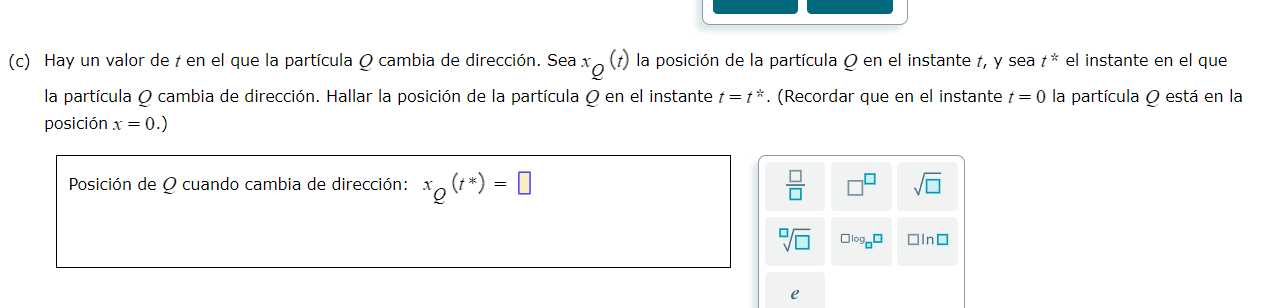 (c) Hay un valor de t en el que la partícula Q cambia de dirección. Sea x_Q (t) la posición de la partícula Q en el instante t, y sea t* el instante en el que
la partícula Q cambia de dirección. Hallar la posición de la partícula Q en el instante t = t*. (Recordar que en el instante t = 0 la partícula Q está en la
posición x = 0.)
Posición de Q cuando cambia de dirección: x_Q (t*) = □
□/□ □^□ √□
□√□ □log_□□ □ln□
e